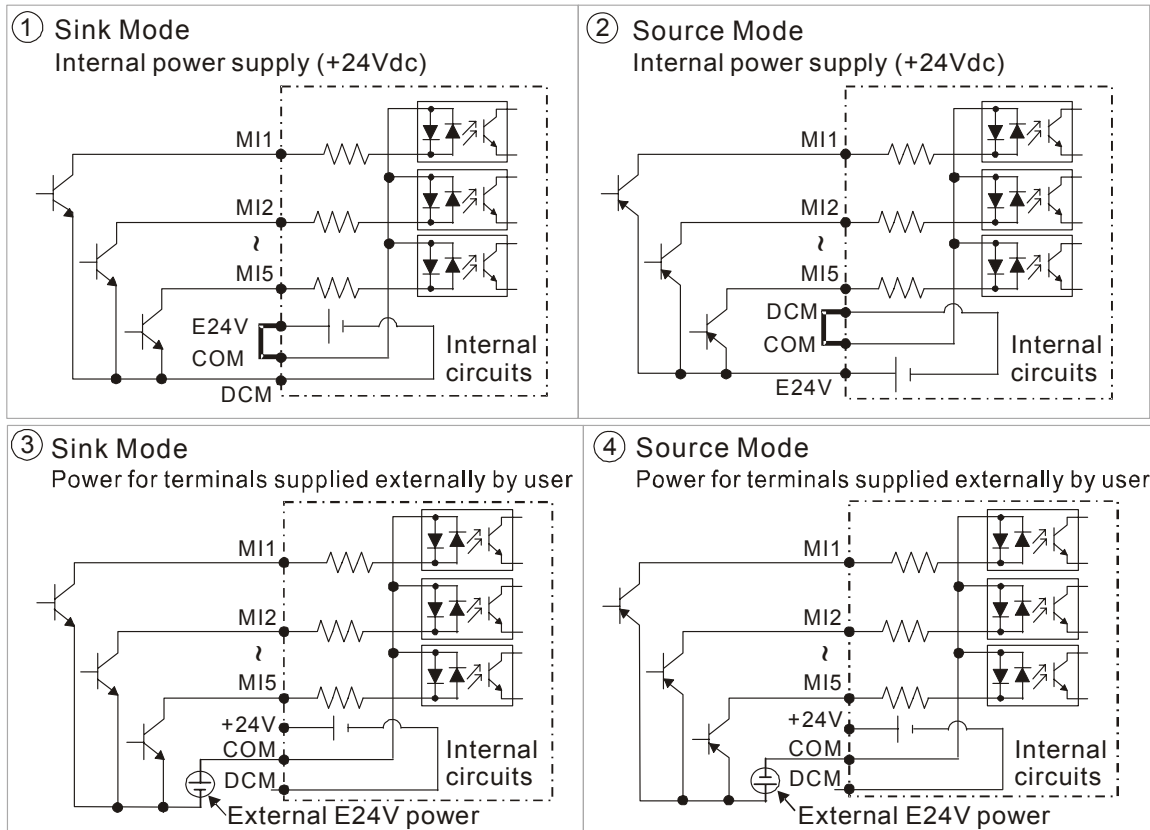 ① Sink Mode
Internal power supply (+24Vdc)
MI1
MI2
~
MI5
E24V
COM
DCM
Internal
circuits
② Source Mode
Internal power supply (+24Vdc)
MI1
MI2
~
MI5
DCM
COM
E24V
Internal
circuits
③ Sink Mode
Power for terminals supplied externally by user
MI1
MI2
~
MI5
+24V
COM
DCM
Internal
circuits
External E24V power
④ Source Mode
Power for terminals supplied externally by user
MI1
MI2
~
MI5
+24V
COM
DCM
Internal
circuits
External E24V power